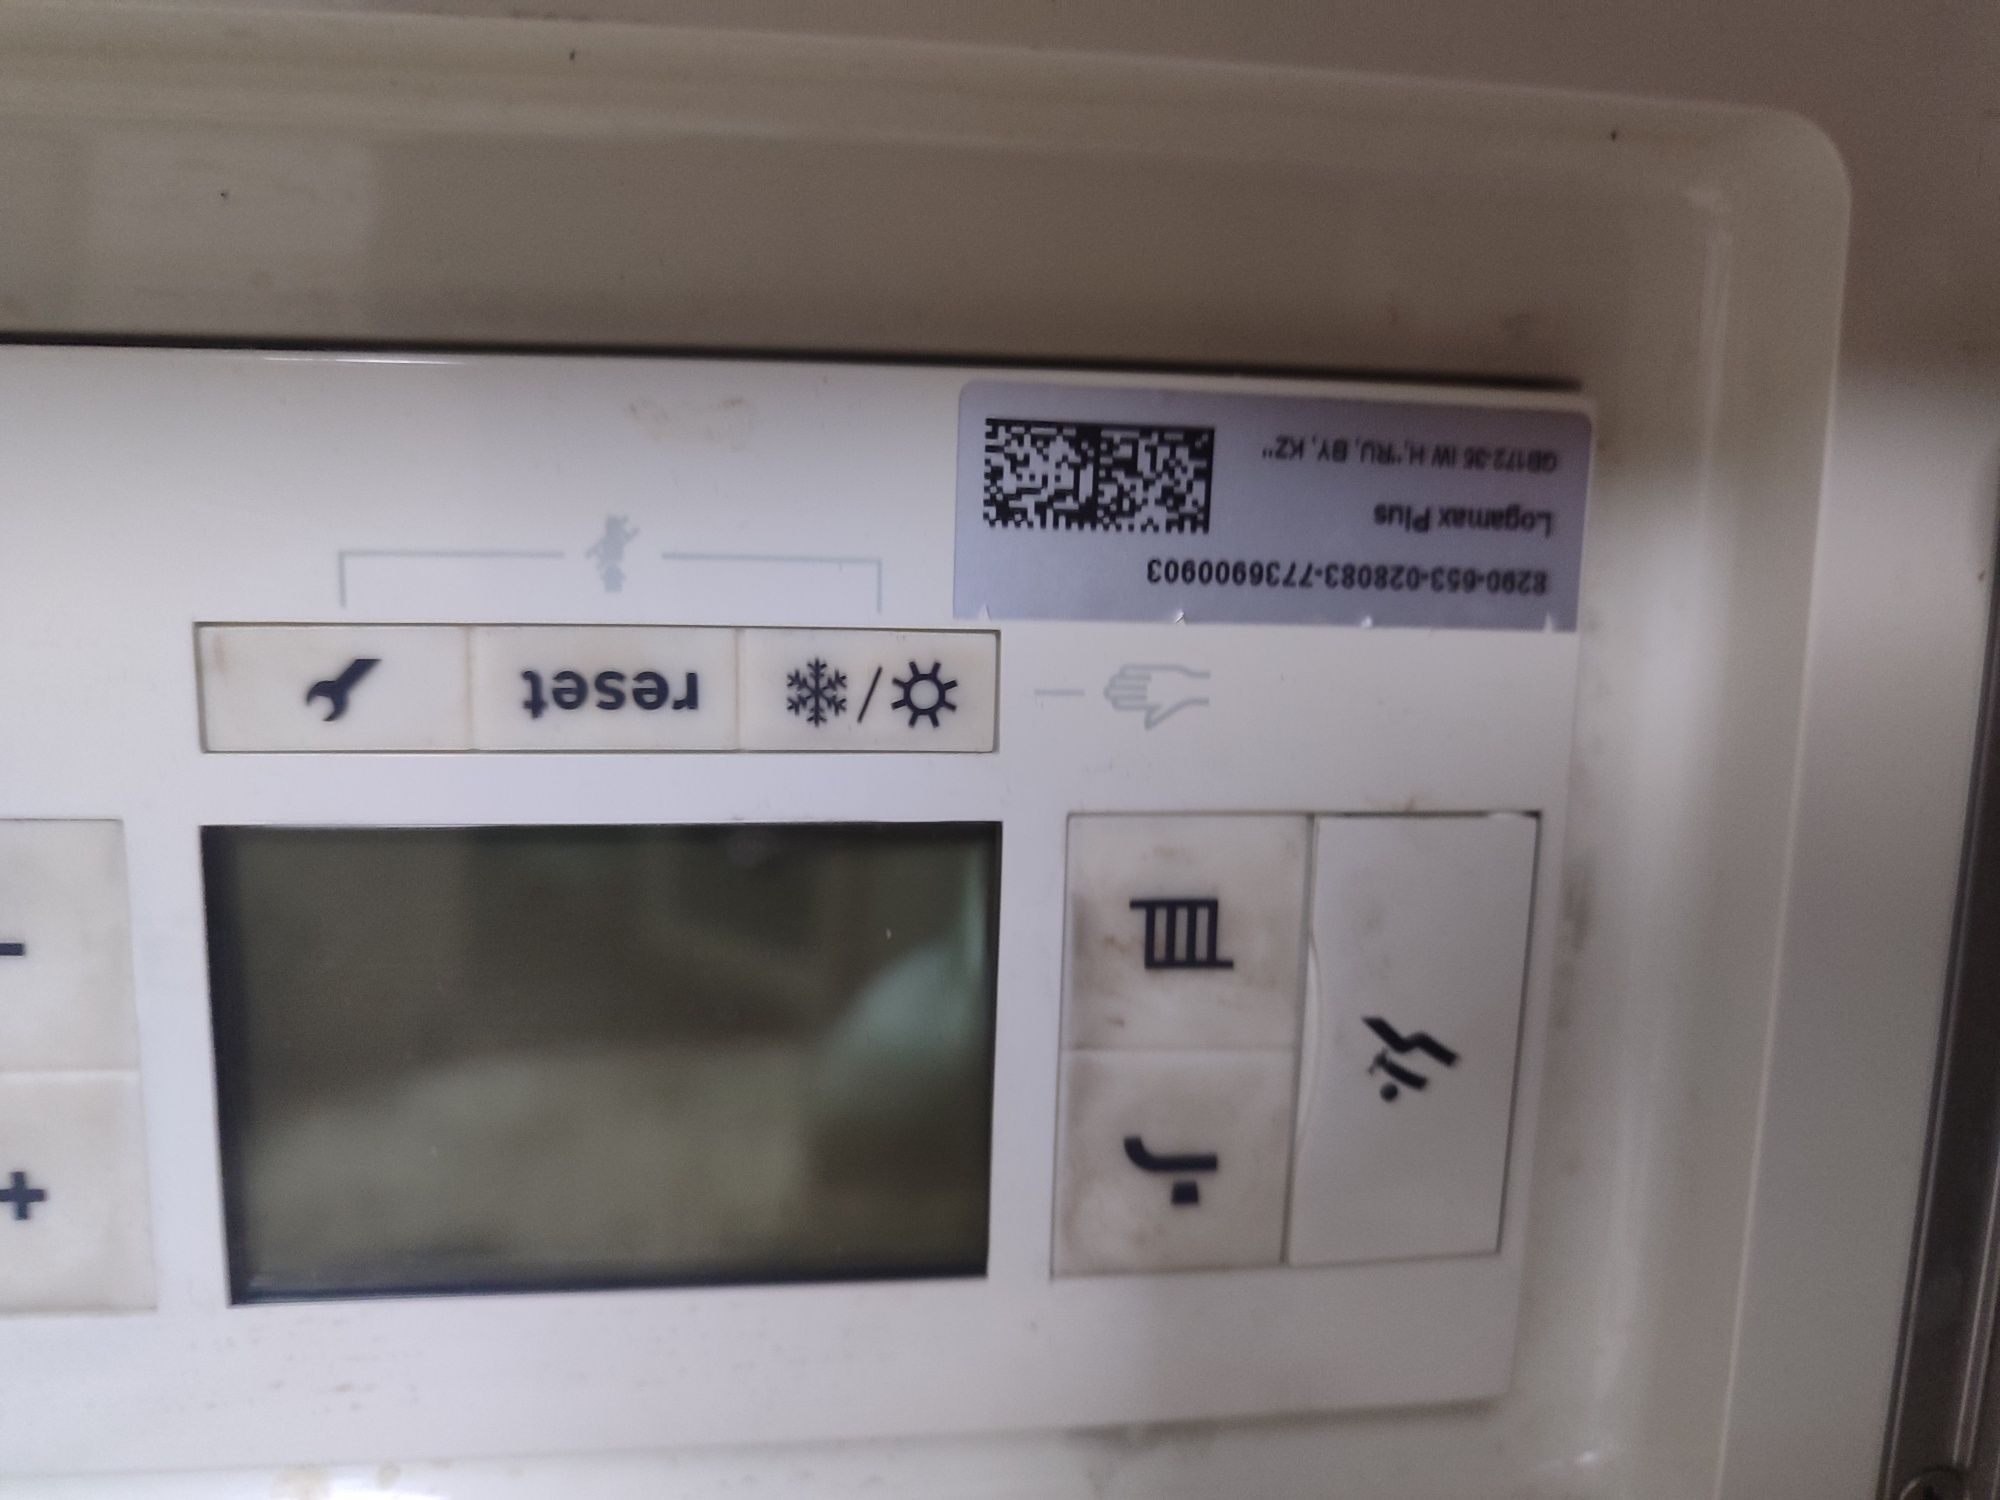 8290-653-028083-7736900903
Logamax Plus
GB172-35 IW H,"RU, BY, KZ"
reset
+
-